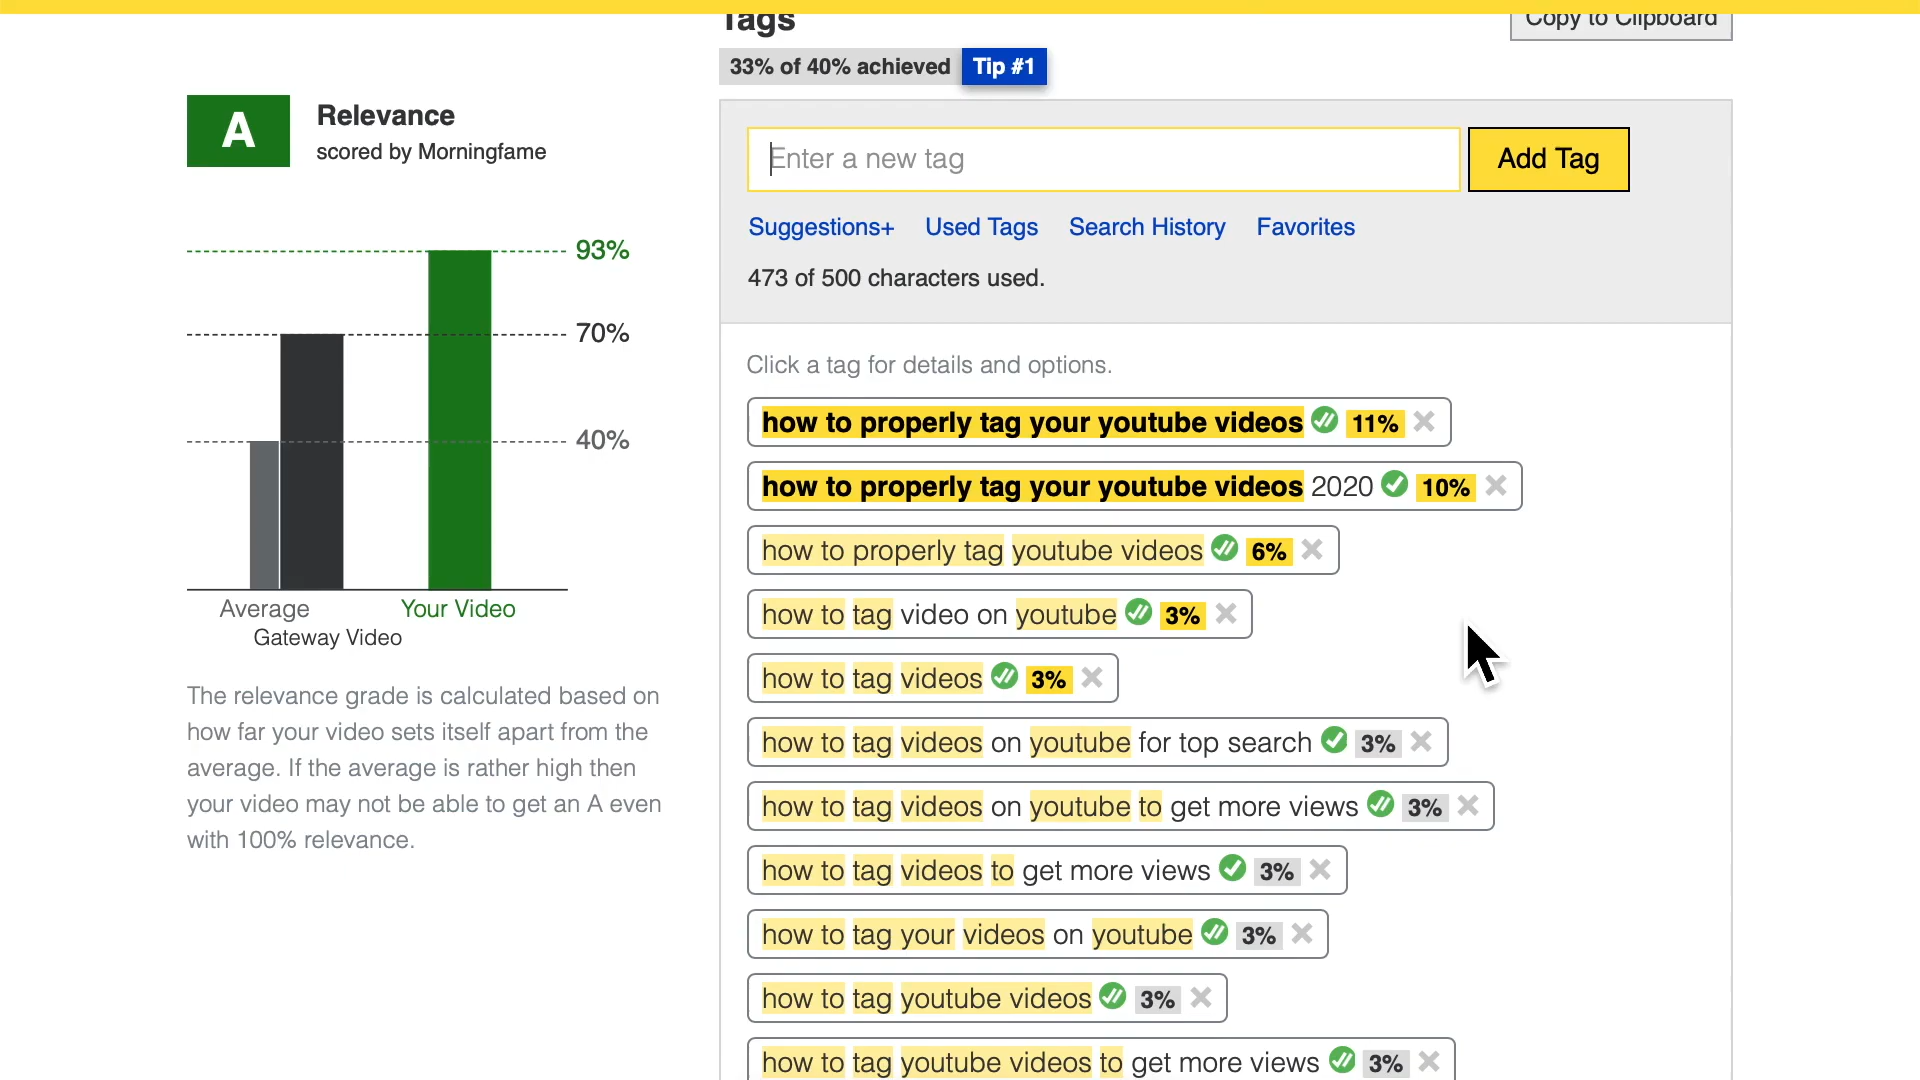 Tags
Copy to Clipboard
33% of 40% achieved
Tip #1
A
Relevance
scored by Morningfame
93%
70%
40%
Average
Your Video
Gateway Video
The relevance grade is calculated based on
how far your video sets itself apart from the
average. If the average is rather high then
your video may not be able to get an A even
with 100% relevance.
Enter a new tag
Add Tag
Suggestions+
Used Tags
Search History
Favorites
473 of 500 characters used.
Click a tag for details and options.
how to properly tag your youtube videos 11%
how to properly tag your youtube videos 2020 10%
how to properly tag youtube videos 6%
how to tag video on youtube 3%
how to tag videos 3%
how to tag videos on youtube for top search 3%
how to tag videos on youtube to get more views 3%
how to tag videos to get more views 3%
how to tag your videos on youtube 3%
how to tag youtube videos 3%
how to tag youtube videos to get more views 3%